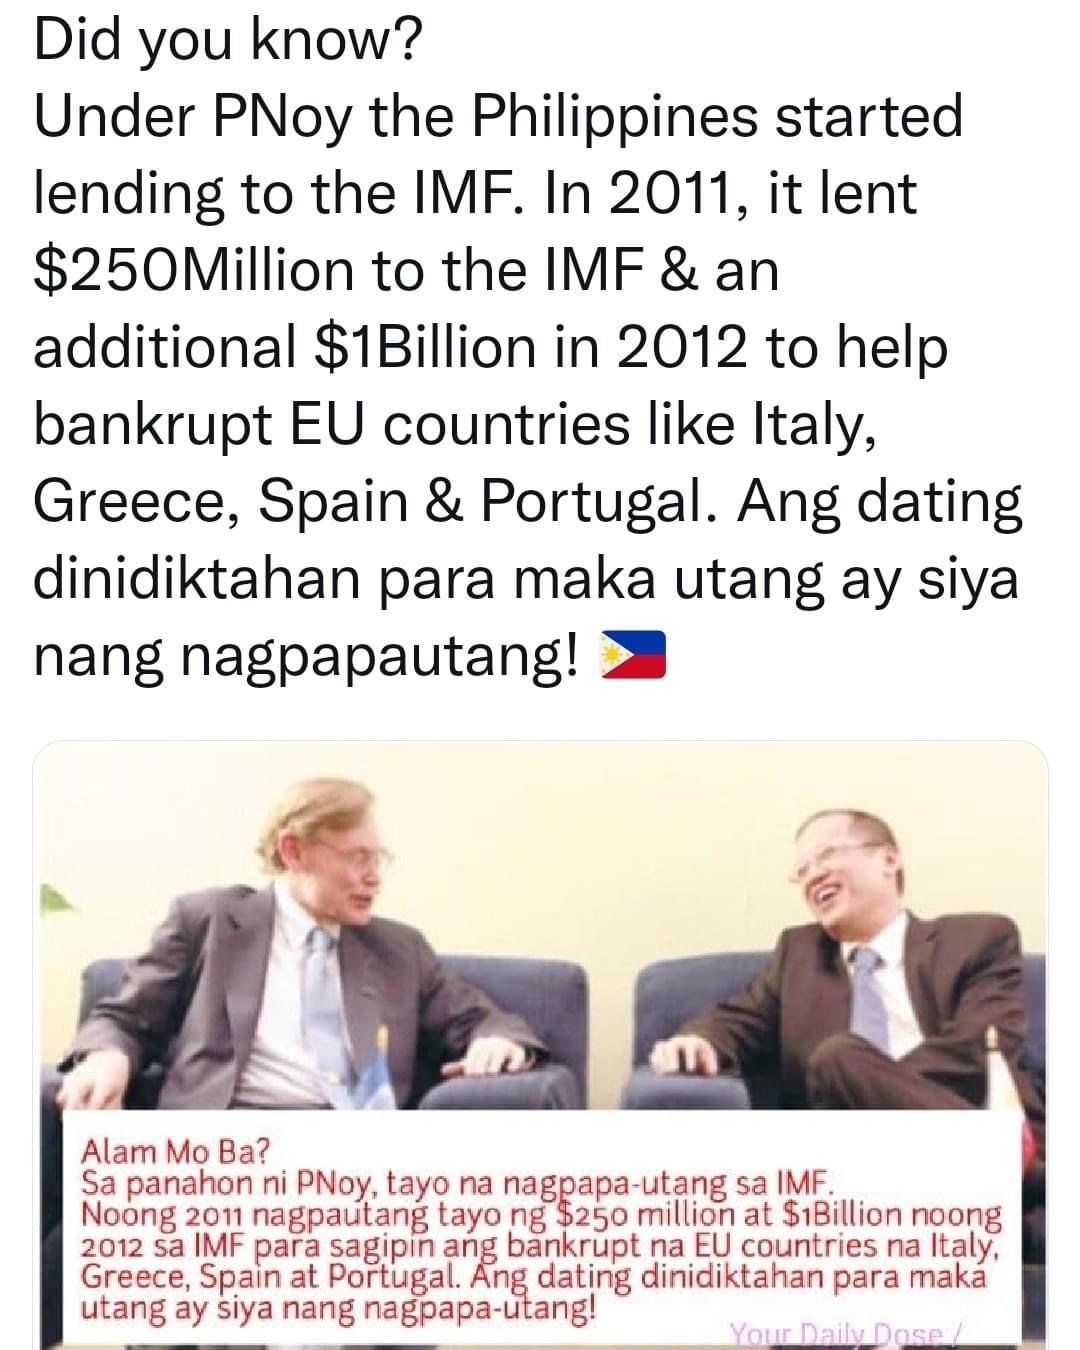 Did you know?
Under PNoy the Philippines started
lending to the IMF. In 2011, it lent
$250Million to the IMF & an
additional $1Billion in 2012 to help
bankrupt EU countries like Italy,
Greece, Spain & Portugal. Ang dating
dinidiktahan para maka utang ay siya
nang nagpapautang! 🇵🇭
Alam Mo Ba?
Sa panahon ni PNoy, tayo na nagpapa-utang sa IMF.
Noong 2011 nagpautang tayo ng $250 million at $1Billion noong
2012 sa IMF para sagipin ang bankrupt na EU countries na Italy,
Greece, Spain at Portugal. Ang dating dinidiktahan para maka
utang ay siya nang nagpapa-utang!
Your Daily Dose /